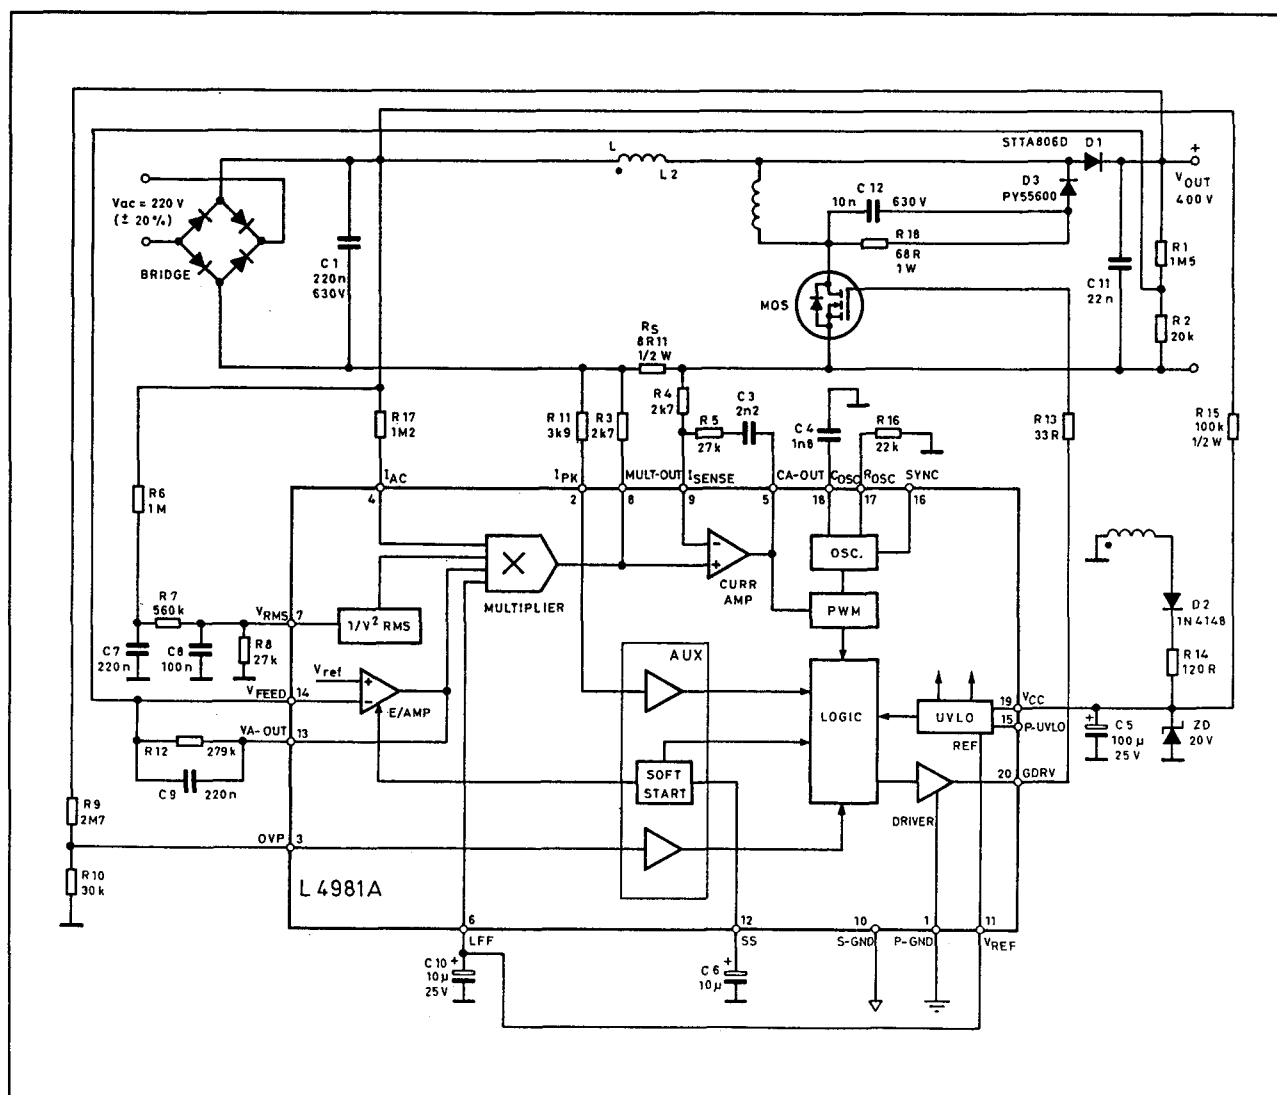 STTA806D D1
+
L
L2
D3
PY55600
VOUT
400V
Vac = 220 V
(± 20%)
C12
10n 630V
R18
68R
1W
R1
1M5
BRIDGE
C1
220n
630V
C11
22n
MOS
RS
8R11
1/2 W
R2
20k
R4
2k7
C3
2n2
R17
1M2
R11
3k9
R3
2k7
R5
27k
C4
1n8
R16
22k
R13
33R
R15
100k
1/2 W
IAC
IPK
MULT-OUT
ISENSE
CA-OUT
COSC
ROSC
SYNC
4
2
8
9
5
18
17
16
R6
1M
- 
+
OSC.
X
MULTIPLIER
CURR
AMP
PWM
D2
1N4148
R7
560k
VRMS
7
1/V2 RMS
C7
220n
C8
100n
R8
27k
R14
120R
AUX
Vref
+
-
E/AMP
VFEED
14
LOGIC
UVLO
19
VCC
15
P-UVLO
REF
+
C5
100µ
25V
ZD
20V
VA-OUT
13
R12 279k
C9 220n
SOFT
START
20
GDRV
DRIVER
R9
2M7
OVP
3
R10
30k
L4981A
6
LFF
12
SS
10
S-GND
1
P-GND
11
VREF
C10
+
10µ
25V
C6
+
10µ